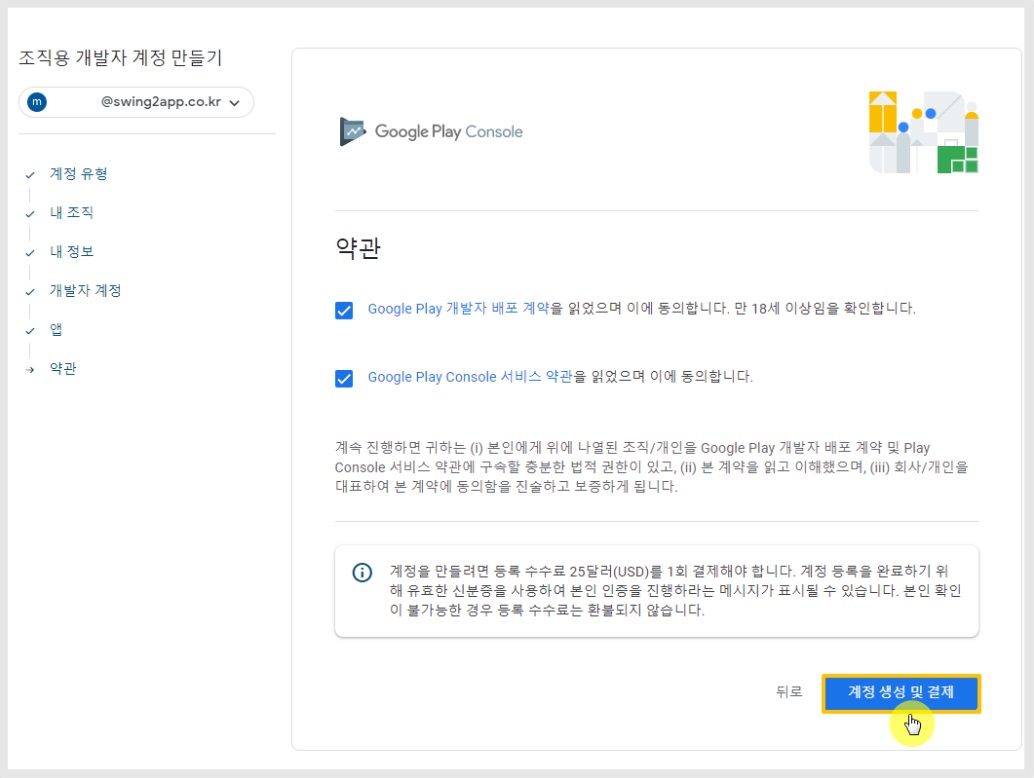 조직용 개발자 계정 만들기
m
@swing2app.co.kr
계정 유형
내 조직
내 정보
개발자 계정
앱
약관
Google Play Console
약관
Google Play 개발자 배포 계약을 읽었으며 이에 동의합니다. 만 18세 이상임을 확인합니다.
Google Play Console 서비스 약관을 읽었으며 이에 동의합니다.
계속 진행하면 귀하는 (i) 본인에게 위에 나열된 조직/개인을 Google Play 개발자 배포 계약 및 Play
Console 서비스 약관에 구속할 충분한 법적 권한이 있고, (ii) 본 계약을 읽고 이해했으며, (iii) 회사/개인을
대표하여 본 계약에 동의함을 진술하고 보증하게 됩니다.
계정을 만들려면 등록 수수료 25달러(USD)를 1회 결제해야 합니다. 계정 등록을 완료하기 위
해 유효한 신분증을 사용하여 본인 인증을 진행하라는 메시지가 표시될 수 있습니다. 본인 확인
이 불가능한 경우 등록 수수료는 환불되지 않습니다.
뒤로
계정 생성 및 결제